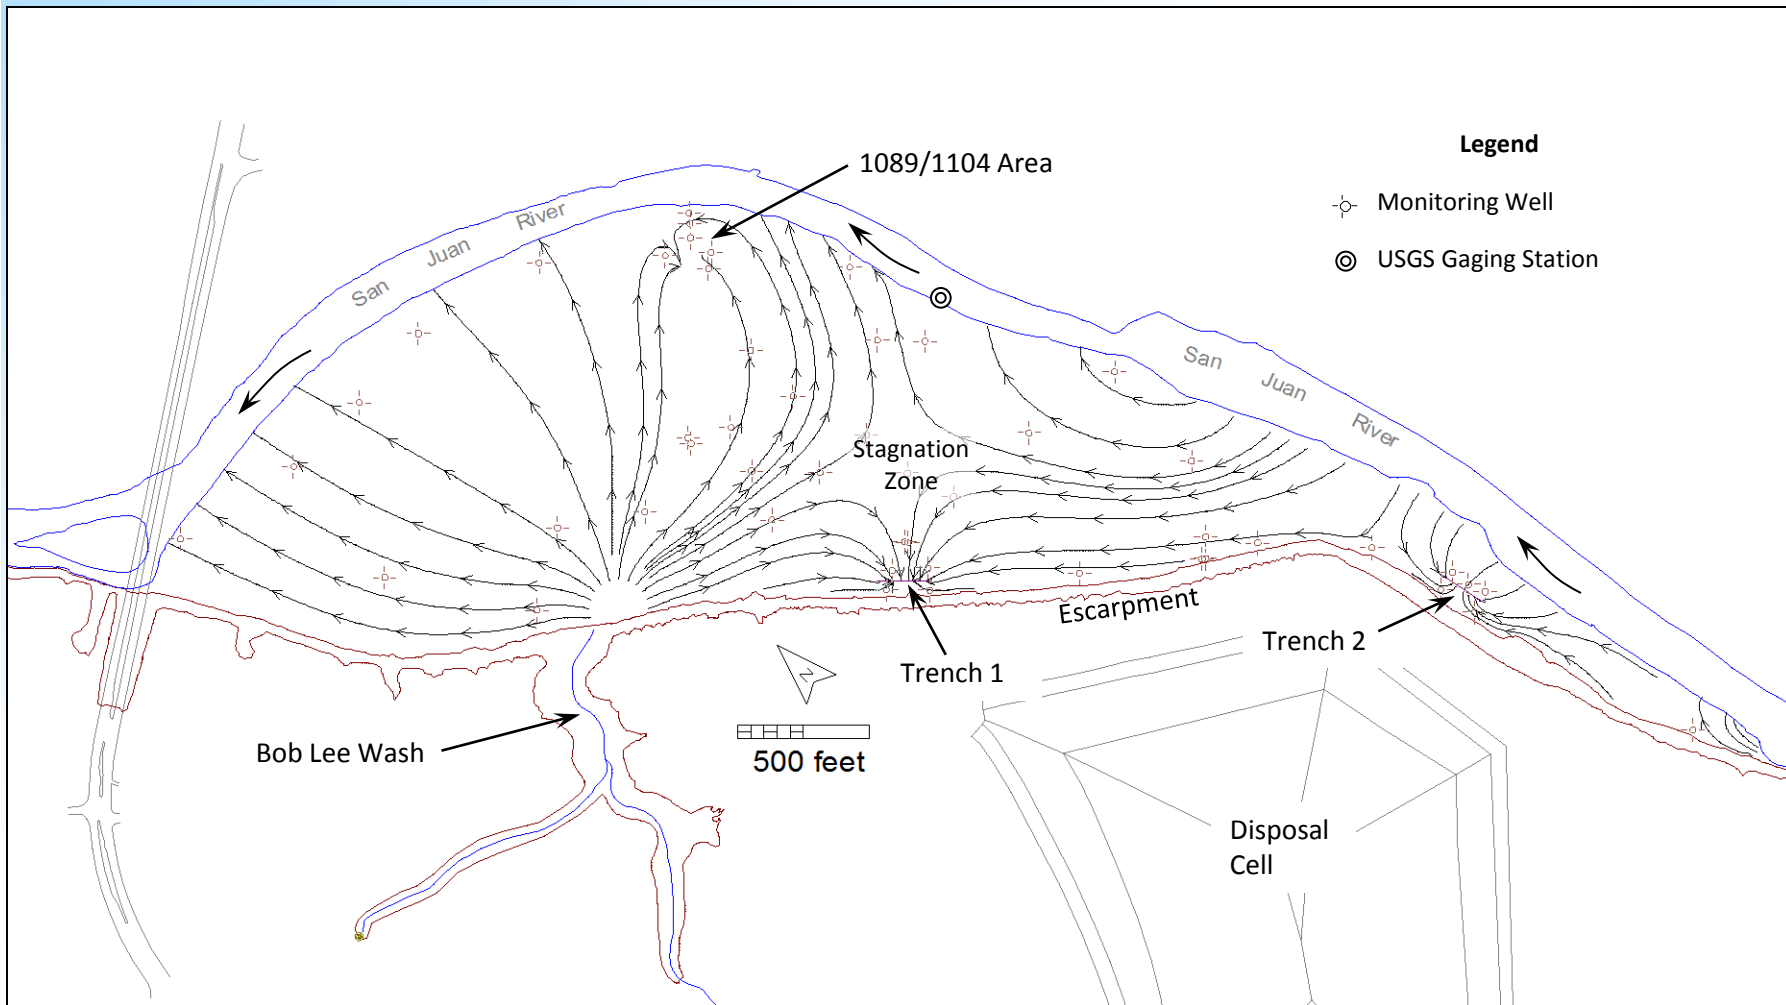 Legend
1089/1104 Area
Monitoring Well
San Juan River
USGS Gaging Station
San Juan River
Stagnation
Zone
Escarpment
Trench 2
Trench 1
N
Bob Lee Wash
500 feet
Disposal
Cell